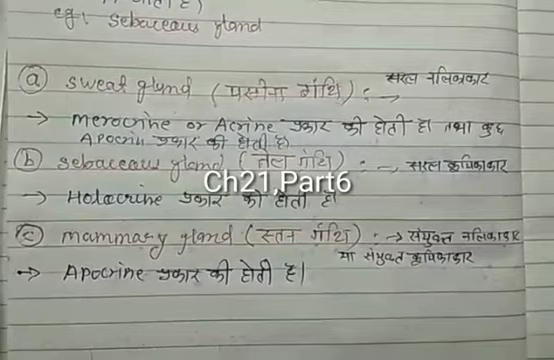 eg. sebaceous gland
(a) sweat gland (पसीना ग्रंथि) : → सरल नलिकाकार
→ merocrine or Acrine प्रकार की होती है। तथा कुछ
Apocrin प्रकार की होती है
(b) sebaceous gland (तेल ग्रंथि) : → सरल कूपिकाकार
Ch21,Part6
→ Holocrine प्रकार की होती है।
(c) mammary gland (स्तन ग्रंथि) : → संयुक्त नलिकाकार
या संयुक्त कूपिकाकार
→ Apocrine प्रकार की होती है।